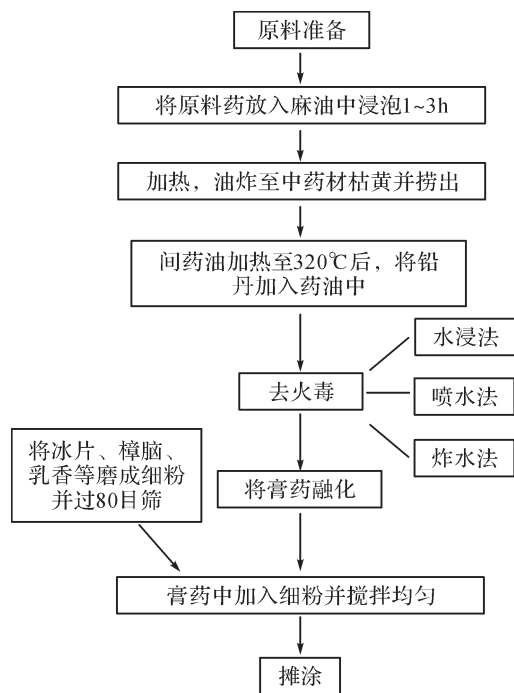 原料准备
将原料药放入麻油中浸泡1~3h
加热，油炸至中药材枯黄并捞出
间药油加热至320℃后，将铅
丹加入药油中
水浸法
去火毒
喷水法
炸水法
将冰片、樟脑、
乳香等磨成细粉
并过80目筛
将膏药融化
膏药中加入细粉并搅拌均匀
摊涂